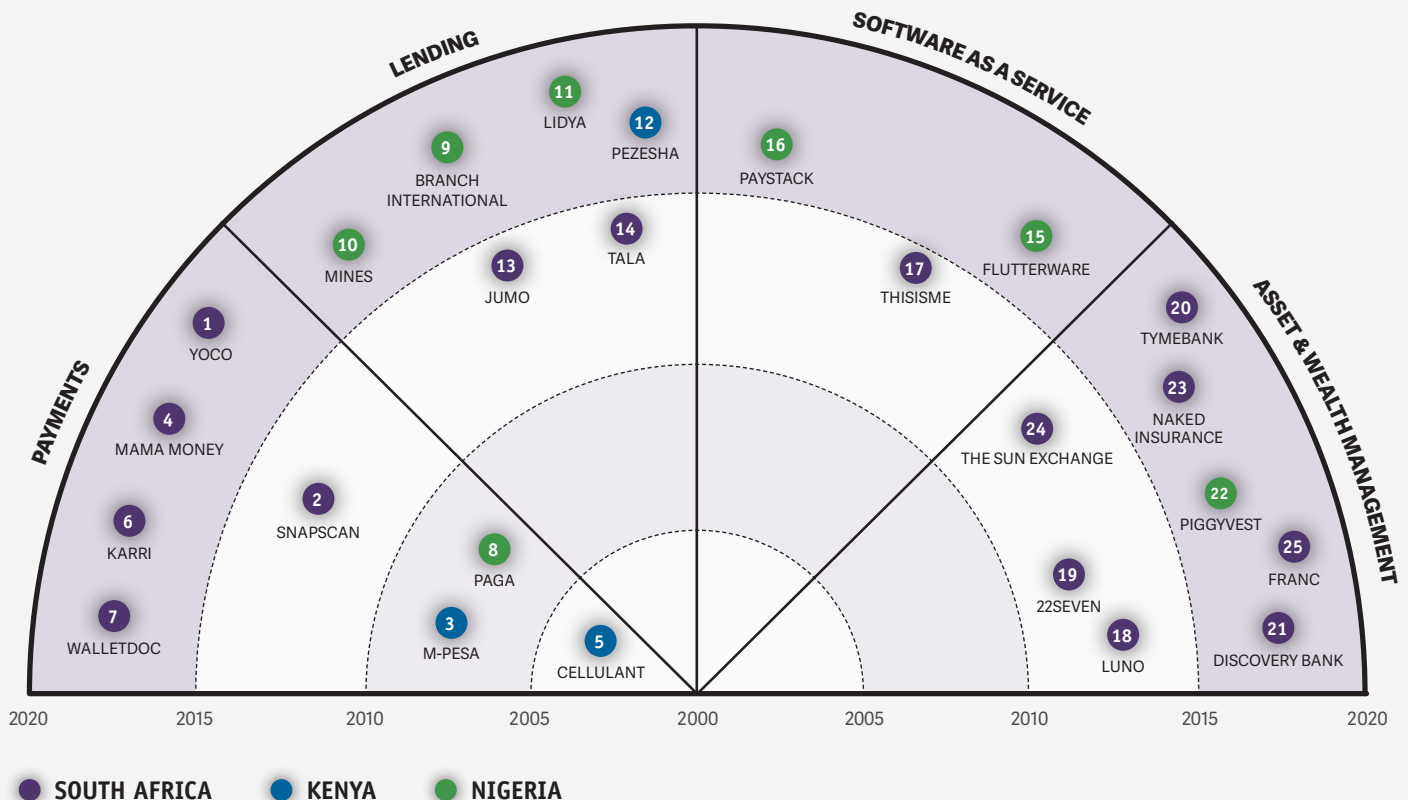 LENDING
SOFTWARE AS A SERVICE
PAYMENTS
ASSET & WEALTH MANAGEMENT
11
LIDYA
12
PEZESHA
9
BRANCH
INTERNATIONAL
10
MINES
14
TALA
13
JUMO
16
PAYSTACK
15
FLUTTERWARE
17
THISISME
1
YOCO
4
MAMA MONEY
6
KARRI
7
WALLETDOC
2
SNAPSCAN
8
PAGA
3
M-PESA
5
CELLULANT
20
TYMEBANK
23
NAKED
INSURANCE
24
THE SUN EXCHANGE
22
PIGGYVEST
25
FRANC
19
22SEVEN
18
LUNO
21
DISCOVERY BANK
2020 2015 2010 2005 2000 2005 2010 2015 2020
SOUTH AFRICA KENYA NIGERIA